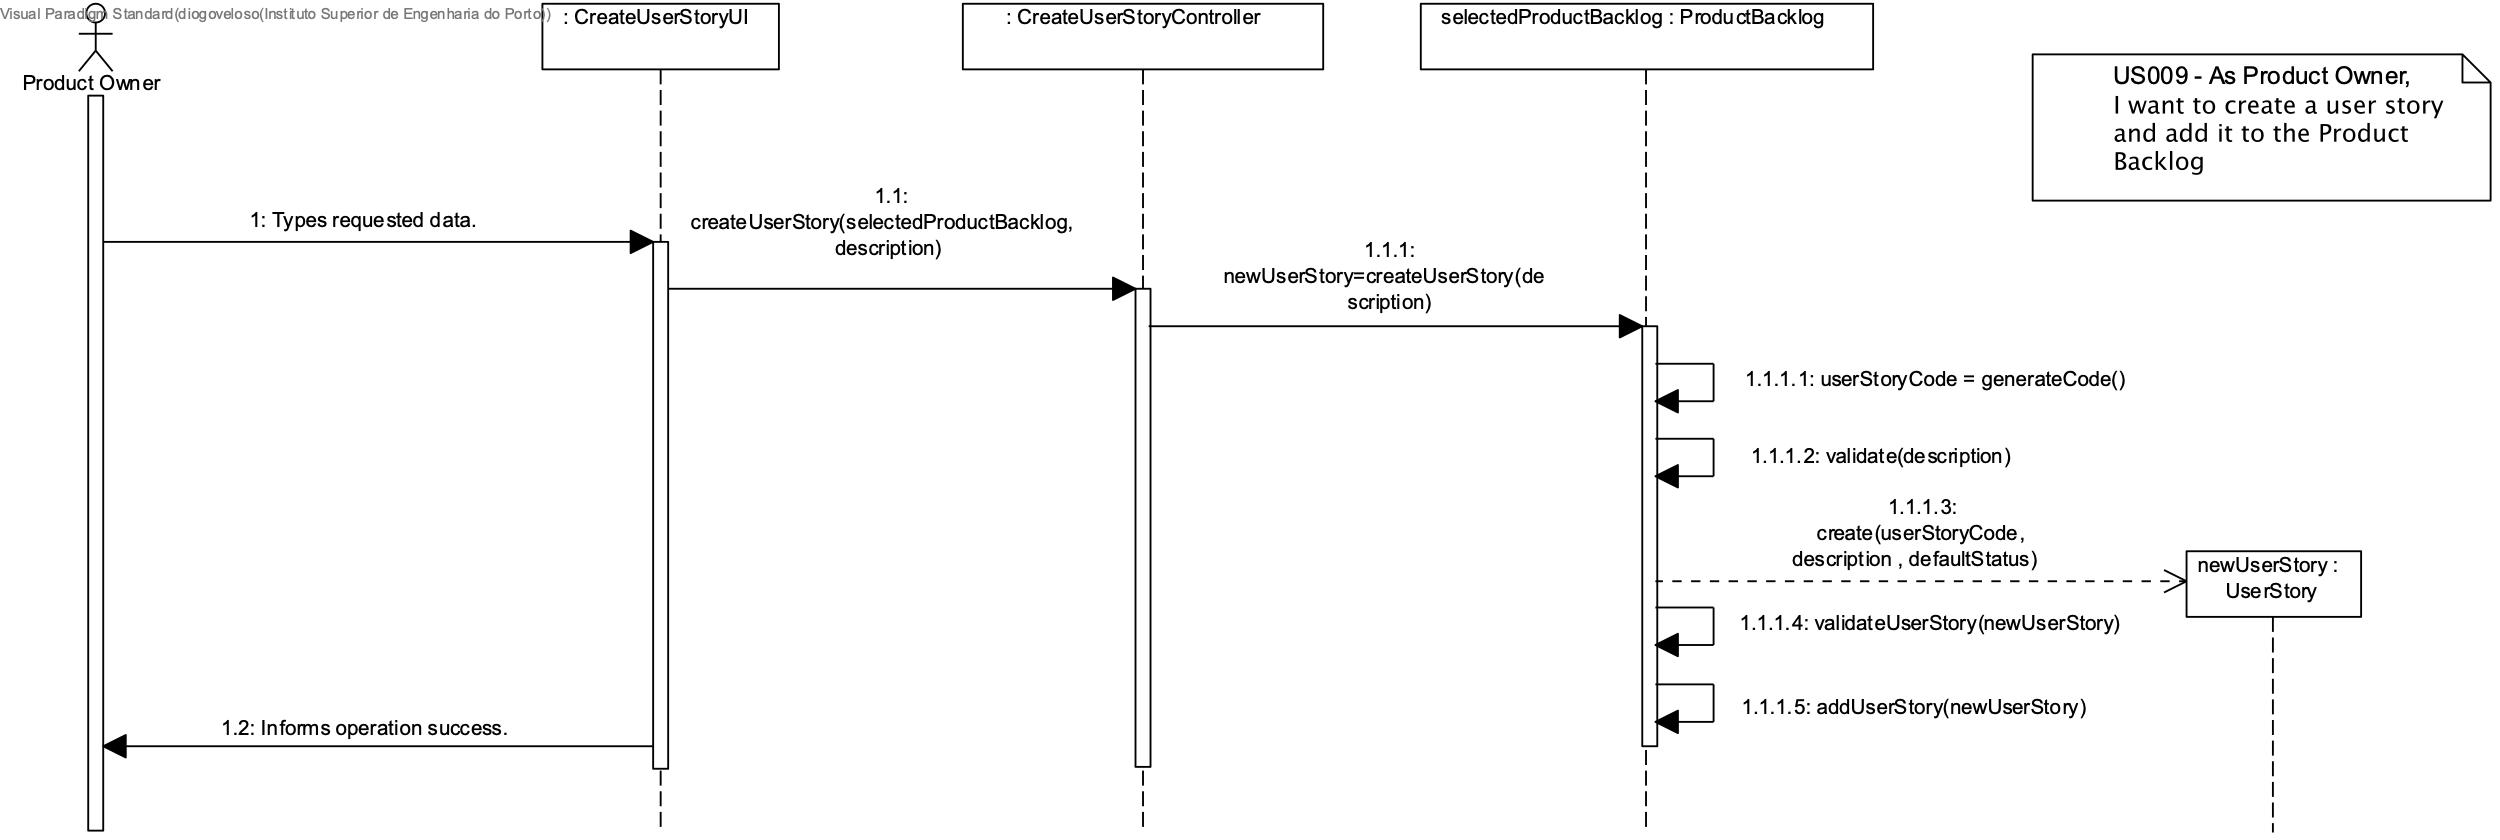 Visual Paradigm Standard(diogoveloso(Instituto Superior de Engenharia do Porto))
: CreateUserStoryUI
: CreateUserStoryController
selectedProductBacklog : ProductBacklog
Product Owner
US009 - As Product Owner,
I want to create a user story
and add it to the Product
Backlog
1: Types requested data.
1.1:
createUserStory(selectedProductBacklog,
description)
1.1.1:
newUserStory=createUserStory(de
scription)
1.1.1.1: userStoryCode = generateCode()
1.1.1.2: validate(description)
1.1.1.3:
create(userStoryCode,
description , defaultStatus)
newUserStory :
UserStory
1.1.1.4: validateUserStory(newUserStory)
1.1.1.5: addUserStory(newUserStory)
1.2: Informs operation success.